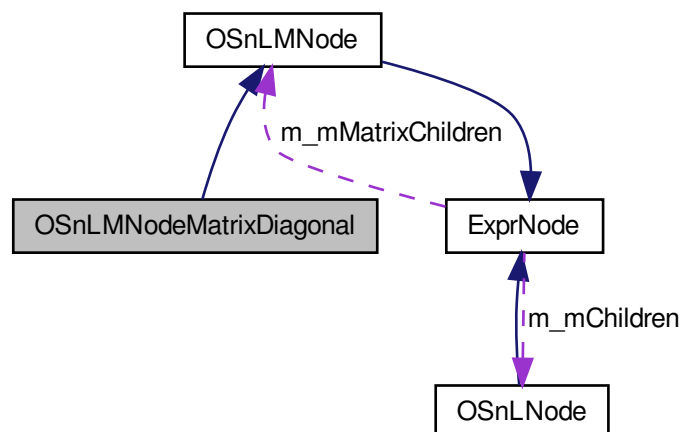 OSnLMNode
m_mMatrixChildren
OSnLMNodeMatrixDiagonal
ExprNode
m_mChildren
OSnLNode